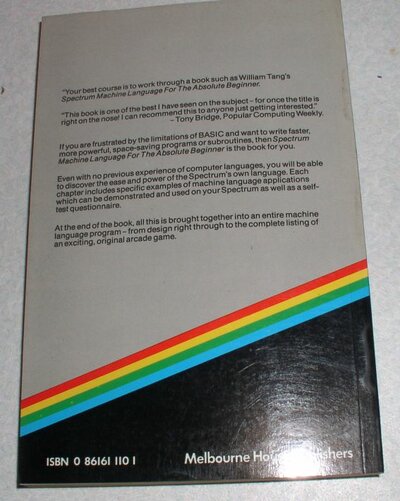 "Your best course is to work through a book such as William Tang's
Spectrum Machine Language For The Absolute Beginner.
"This book is one of the best I have seen on the subject – for once the title is
right on the nose! I can recommend this to anyone just getting interested."
– Tony Bridge, Popular Computing Weekly.
If you are frustrated by the limitations of BASIC and want to write faster,
more powerful, space-saving programs or subroutines, then Spectrum
Machine Language For The Absolute Beginner is the book for you.
Even with no previous experience of computer languages, you will be able
to discover the ease and power of the Spectrum's own language. Each
chapter includes specific examples of machine language applications
which can be demonstrated and used on your Spectrum as well as a self-
test questionnaire.
At the end of the book, all this is brought together into an entire machine
language program – from design right through to the complete listing of
an exciting, original arcade game.
ISBN 0 86161 110 1
Melbourne House Publishers